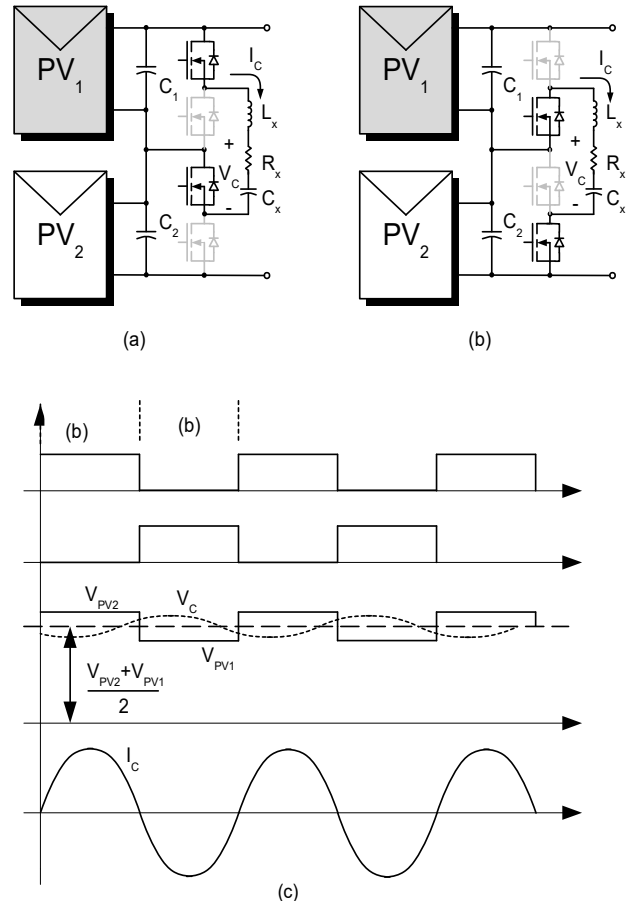 PV1
C1
IC
Lx
+
VC
Rx
-
Cx
PV2
C2
(a)
PV1
C1
IC
Lx
+
VC
Rx
-
Cx
PV2
C2
(b)
(b)
(b)
VPV2
VC
VPV1
VPV2+VPV1
2
IC
(c)